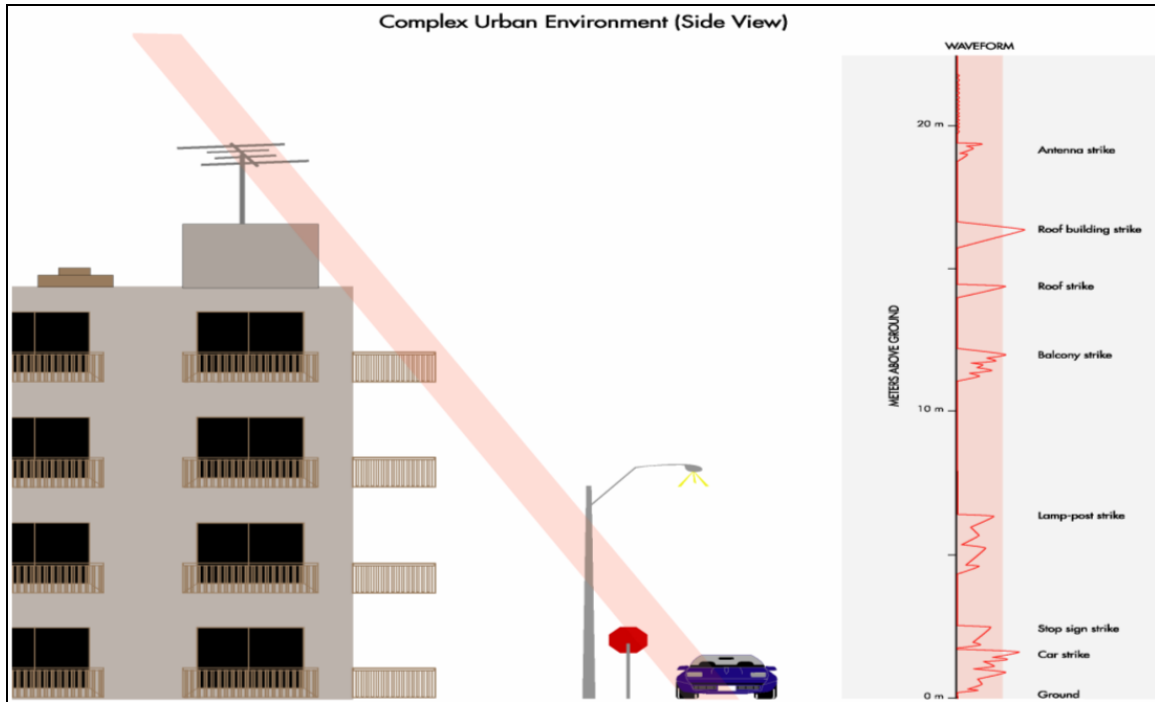 Complex Urban Environment (Side View)
WAVEFORM
20 m
Antenna strike
Roof building strike
Roof strike
METERS ABOVE GROUND
Balcony strike
10 m
Lamp-post strike
Stop sign strike
Car strike
0 m
Ground